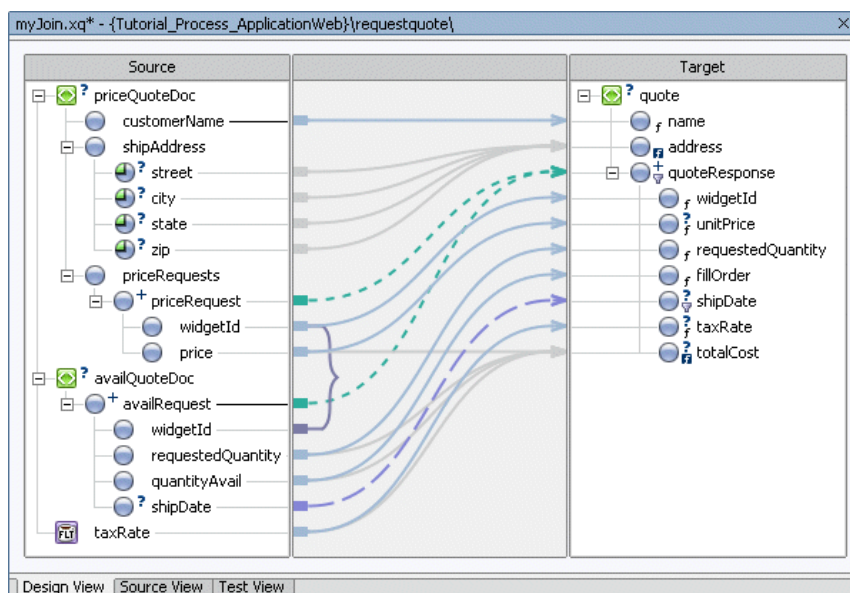 myJoin.xq* - {Tutorial_Process_ApplicationWeb}\requestquote\
Source
Target
? priceQuoteDoc
customerName
shipAddress
? street
? city
? state
? zip
priceRequests
+ priceRequest
widgetId
price
? availQuoteDoc
+ availRequest
widgetId
requestedQuantity
quantityAvail
? shipDate
FLT taxRate
? quote
f name
f address
+ quoteResponse
f widgetId
? f unitPrice
f requestedQuantity
f fillOrder
? shipDate
? f taxRate
? f totalCost
Design View Source View Test View